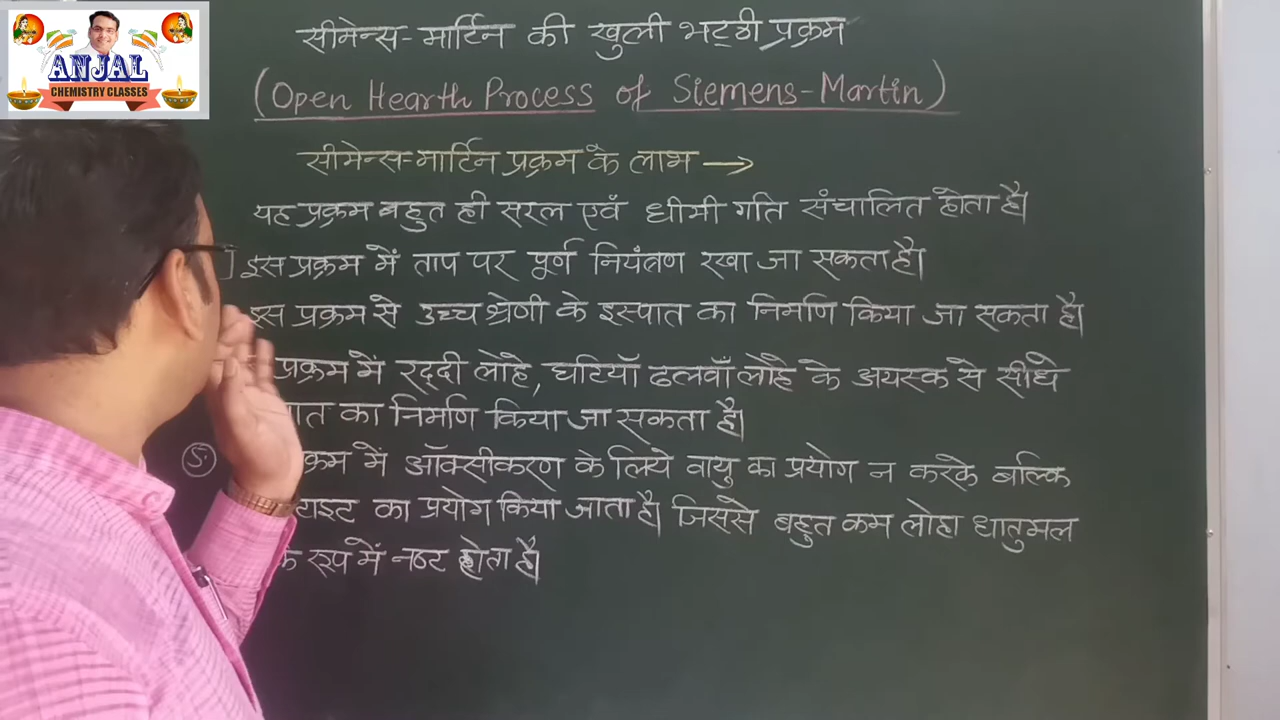 ANJAL
CHEMISTRY CLASSES
सीमेन्स-मार्टिन की खुली भट्ठी प्रक्रम
(Open Hearth Process of Siemens-Martin)
सीमेन्स-मार्टिन प्रक्रम के लाभ →
यह प्रक्रम बहुत ही सरल एवं धीमी गति संचालित होता है।
इस प्रक्रम में ताप पर पूर्ण नियंत्रण रखा जा सकता है।
इस प्रक्रम से उच्च श्रेणी के इस्पात का निर्माण किया जा सकता है।
प्रक्रम में रद्दी लोहे, घटियाँ ढलवाँ लोहे के अयस्क से सीधे
का निर्माण किया जा सकता है।
5 में ऑक्सीकरण के लिये वायु का प्रयोग न करके बल्कि
का प्रयोग किया जाता है। जिससे बहुत कम लोहा धातुमल
के रूप में नष्ट होता है।